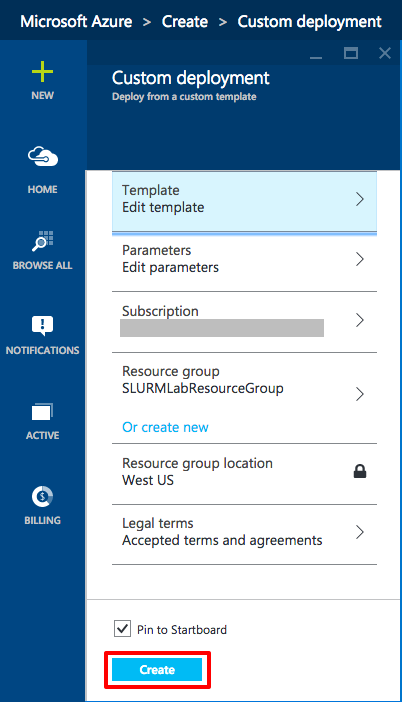 Microsoft Azure > Create > Custom deployment
NEW
HOME
BROWSE ALL
NOTIFICATIONS
ACTIVE
BILLING
Custom deployment
Deploy from a custom template
Template
Edit template
Parameters
Edit parameters
Subscription
Resource group
SLURMLabResourceGroup
Or create new
Resource group location
West US
Legal terms
Accepted terms and agreements
Pin to Startboard
Create